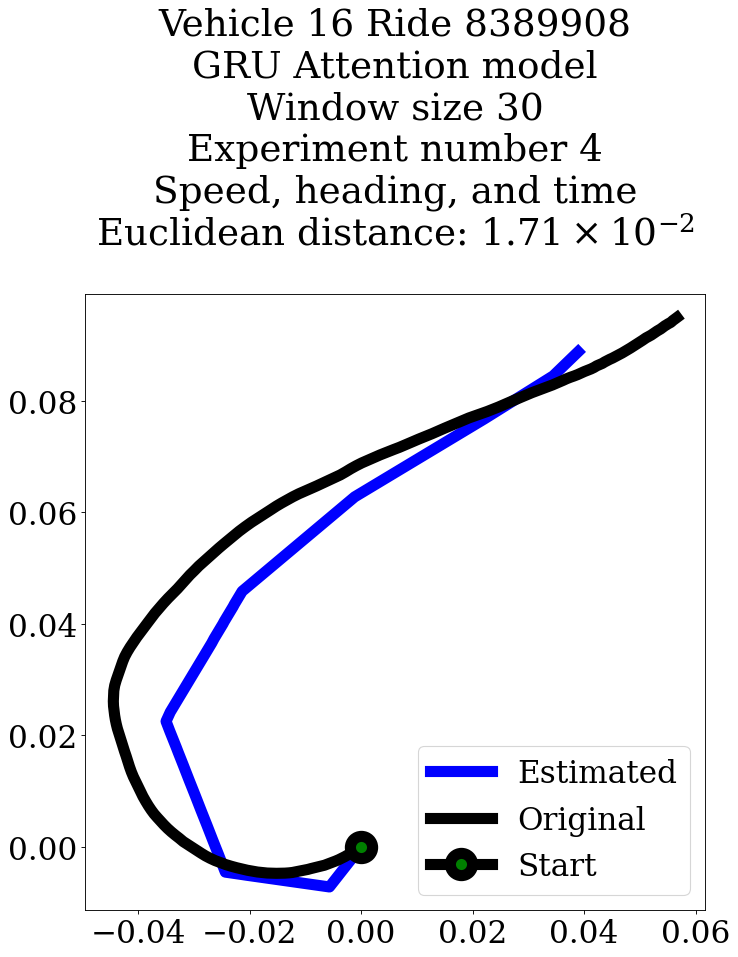 Vehicle 16 Ride 8389908
GRU Attention model
Window size 30
Experiment number 4
Speed, heading, and time
Euclidean distance: 1.71 × 10⁻²
0.08
0.06
0.04
0.02
0.00
Estimated
Original
Start
−0.04 −0.02 0.00 0.02 0.04 0.06